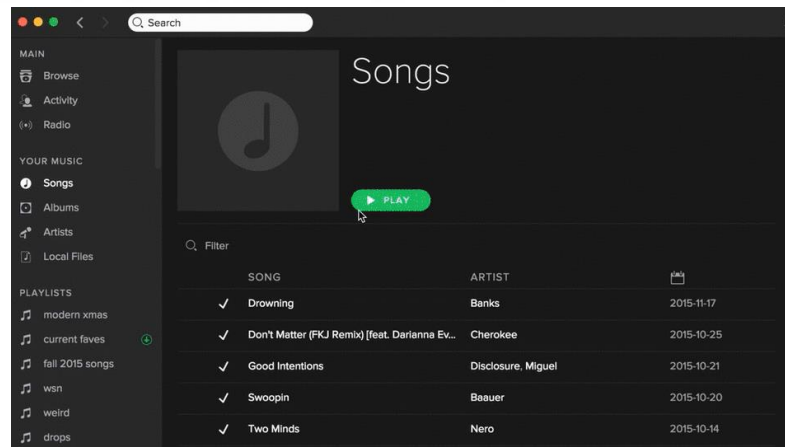 Search
MAIN
Browse
Activity
Radio
YOUR MUSIC
Songs
Albums
Artists
Local Files
PLAYLISTS
modern xmas
current faves
fall 2015 songs
wsn
weird
drops
Songs
PLAY
Filter
SONG ARTIST
Drowning Banks 2015-11-17
Don't Matter (FKJ Remix) [feat. Darianna Ev... Cherokee 2015-10-25
Good Intentions Disclosure, Miguel 2015-10-21
Swoopin Baauer 2015-10-20
Two Minds Nero 2015-10-14